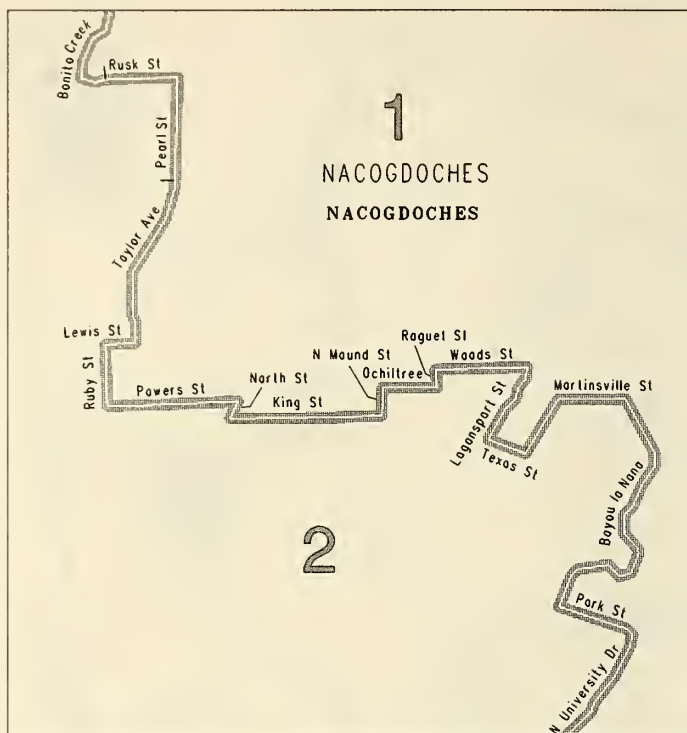 Bonito Creek
Rusk St
1
Pearl St
NACOGDOCHES
NACOGDOCHES
Taylor Ave
Lewis St
Ruby St
Powers St
North St
King St
N Mound St
Ochiltree
Raguet St
Woods St
Logansport St
Texas St
Martinsville St
Bayou la Nana
2
Park St
N University Dr